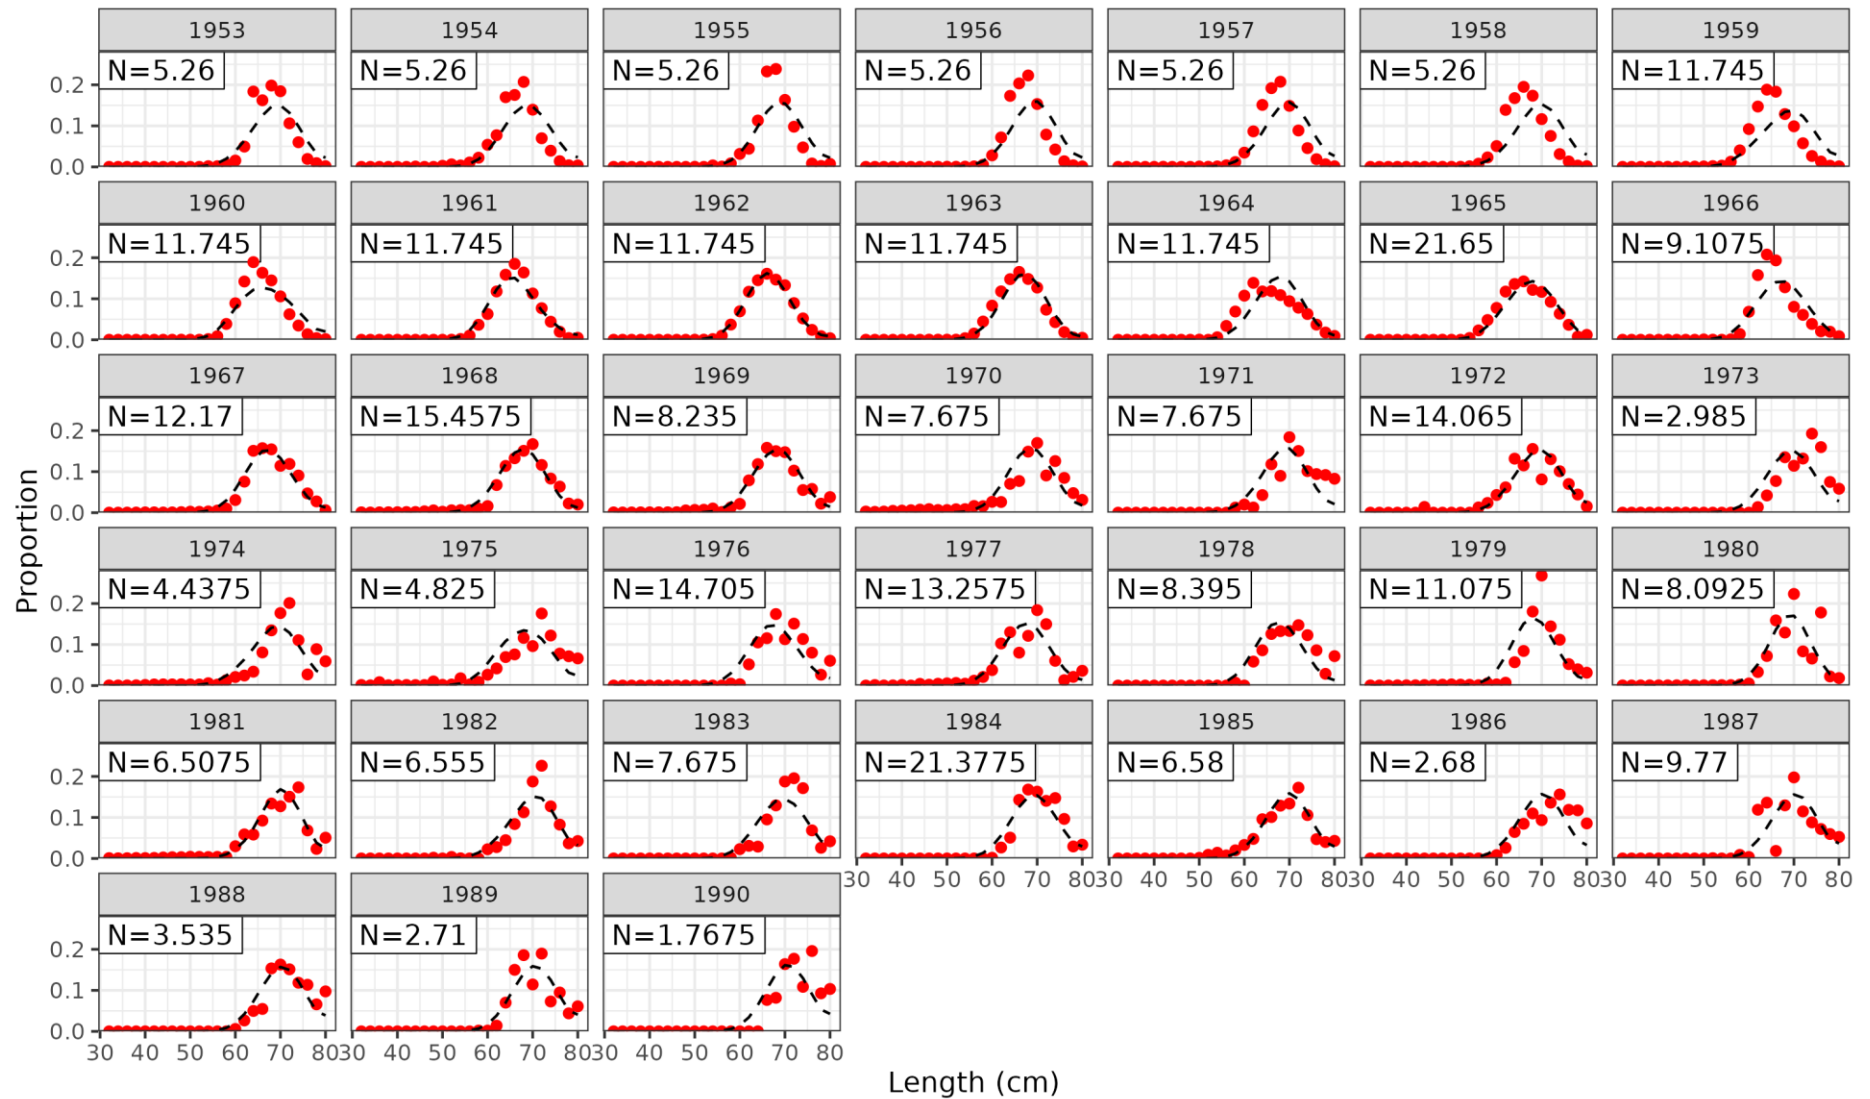 1953 1954 1955 1956 1957 1958 1959
N=5.26 N=5.26 N=5.26 N=5.26 N=5.26 N=5.26 N=11.745
0.2
0.1
0.0
1960 1961 1962 1963 1964 1965 1966
N=11.745 N=11.745 N=11.745 N=11.745 N=11.745 N=21.65 N=9.1075
0.2
0.1
0.0
1967 1968 1969 1970 1971 1972 1973
N=12.17 N=15.4575 N=8.235 N=7.675 N=7.675 N=14.065 N=2.985
0.2
0.1
0.0
Proportion
1974 1975 1976 1977 1978 1979 1980
N=4.4375 N=4.825 N=14.705 N=13.2575 N=8.395 N=11.075 N=8.0925
0.2
0.1
0.0
1981 1982 1983 1984 1985 1986 1987
N=6.5075 N=6.555 N=7.675 N=21.3775 N=6.58 N=2.68 N=9.77
0.2
0.1
0.0
30 40 50 60 70 80 30 40 50 60 70 80 30 40 50 60 70 80 30 40 50 60 70 80
1988 1989 1990
N=3.535 N=2.71 N=1.7675
0.2
0.1
0.0
30 40 50 60 70 80 30 40 50 60 70 80 30 40 50 60 70 80
Length (cm)